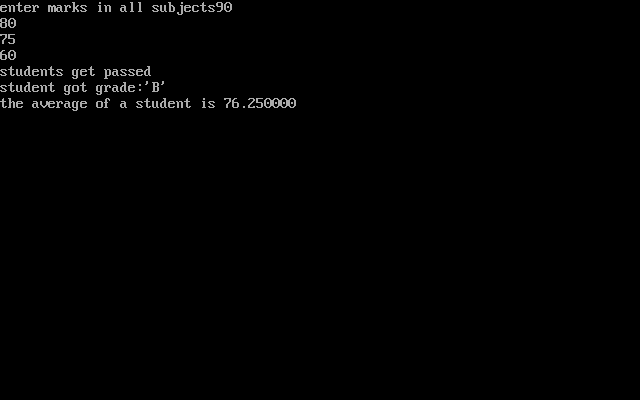 enter marks in all subjects90
80
75
60
students get passed
student got grade:'B'
the average of a student is 76.250000